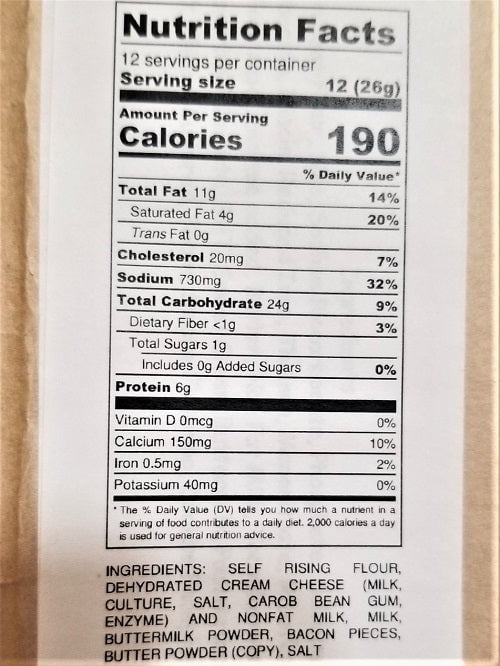 Nutrition Facts
12 servings per container
Serving size 12 (26g)
Amount Per Serving
Calories 190
% Daily Value*
Total Fat 11g 14%
Saturated Fat 4g 20%
Trans Fat 0g
Cholesterol 20mg 7%
Sodium 730mg 32%
Total Carbohydrate 24g 9%
Dietary Fiber <1g 3%
Total Sugars 1g
Includes 0g Added Sugars 0%
Protein 6g
Vitamin D 0mcg 0%
Calcium 150mg 10%
Iron 0.5mg 2%
Potassium 40mg 0%
* The % Daily Value (DV) tells you how much a nutrient in a
serving of food contributes to a daily diet. 2,000 calories a day
is used for general nutrition advice.
INGREDIENTS: SELF RISING FLOUR,
DEHYDRATED CREAM CHEESE (MILK,
CULTURE, SALT, CAROB BEAN GUM,
ENZYME) AND NONFAT MILK, MILK,
BUTTERMILK POWDER, BACON PIECES,
BUTTER POWDER (COPY), SALT